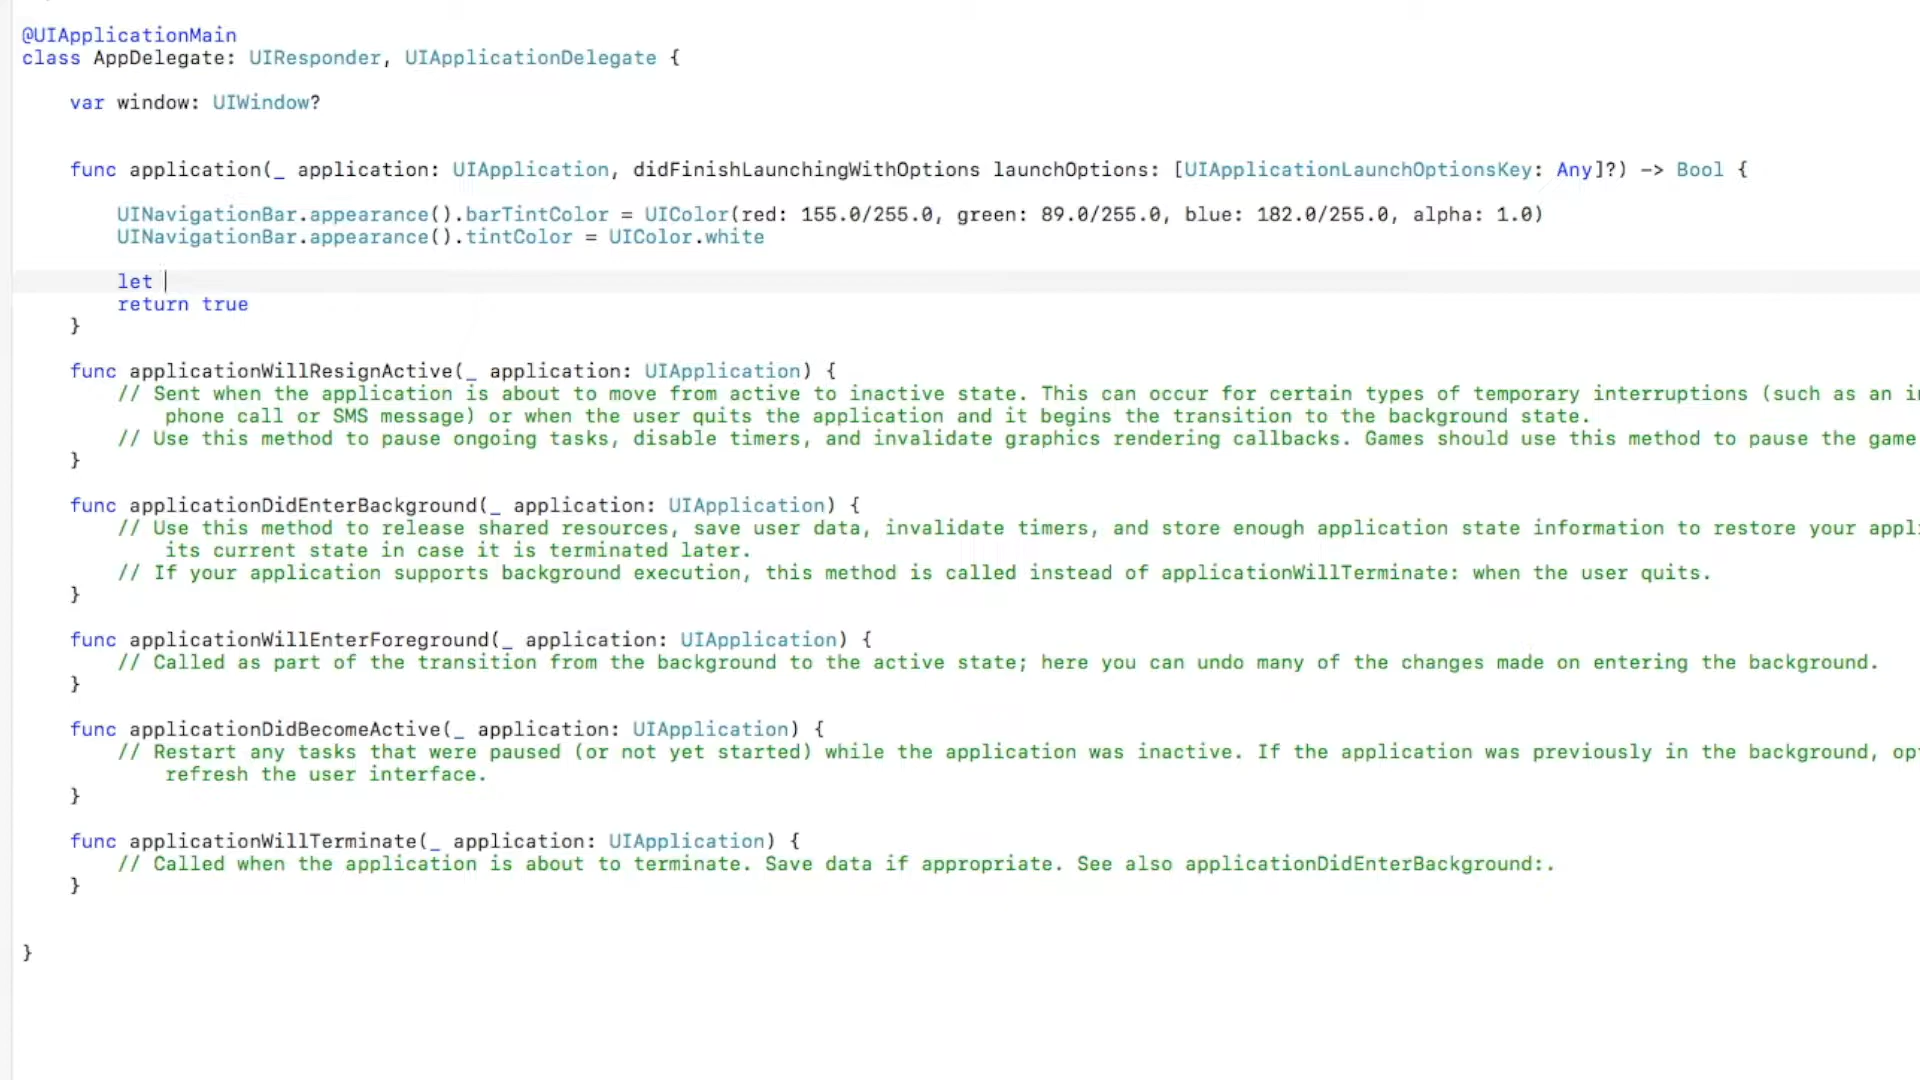 @UIApplicationMain
class AppDelegate: UIResponder, UIApplicationDelegate {
var window: UIWindow?
func application(_ application: UIApplication, didFinishLaunchingWithOptions launchOptions: [UIApplicationLaunchOptionsKey: Any]?) -> Bool {
UINavigationBar.appearance().barTintColor = UIColor(red: 155.0/255.0, green: 89.0/255.0, blue: 182.0/255.0, alpha: 1.0)
UINavigationBar.appearance().tintColor = UIColor.white
let
return true
}
func applicationWillResignActive(_ application: UIApplication) {
// Sent when the application is about to move from active to inactive state. This can occur for certain types of temporary interruptions (such as an
phone call or SMS message) or when the user quits the application and it begins the transition to the background state.
// Use this method to pause ongoing tasks, disable timers, and invalidate graphics rendering callbacks. Games should use this method to pause the game
}
func applicationDidEnterBackground(_ application: UIApplication) {
// Use this method to release shared resources, save user data, invalidate timers, and store enough application state information to restore your appli
its current state in case it is terminated later.
// If your application supports background execution, this method is called instead of applicationWillTerminate: when the user quits.
}
func applicationWillEnterForeground(_ application: UIApplication) {
// Called as part of the transition from the background to the active state; here you can undo many of the changes made on entering the background.
}
func applicationDidBecomeActive(_ application: UIApplication) {
// Restart any tasks that were paused (or not yet started) while the application was inactive. If the application was previously in the background, op
refresh the user interface.
}
func applicationWillTerminate(_ application: UIApplication) {
// Called when the application is about to terminate. Save data if appropriate. See also applicationDidEnterBackground:.
}
}